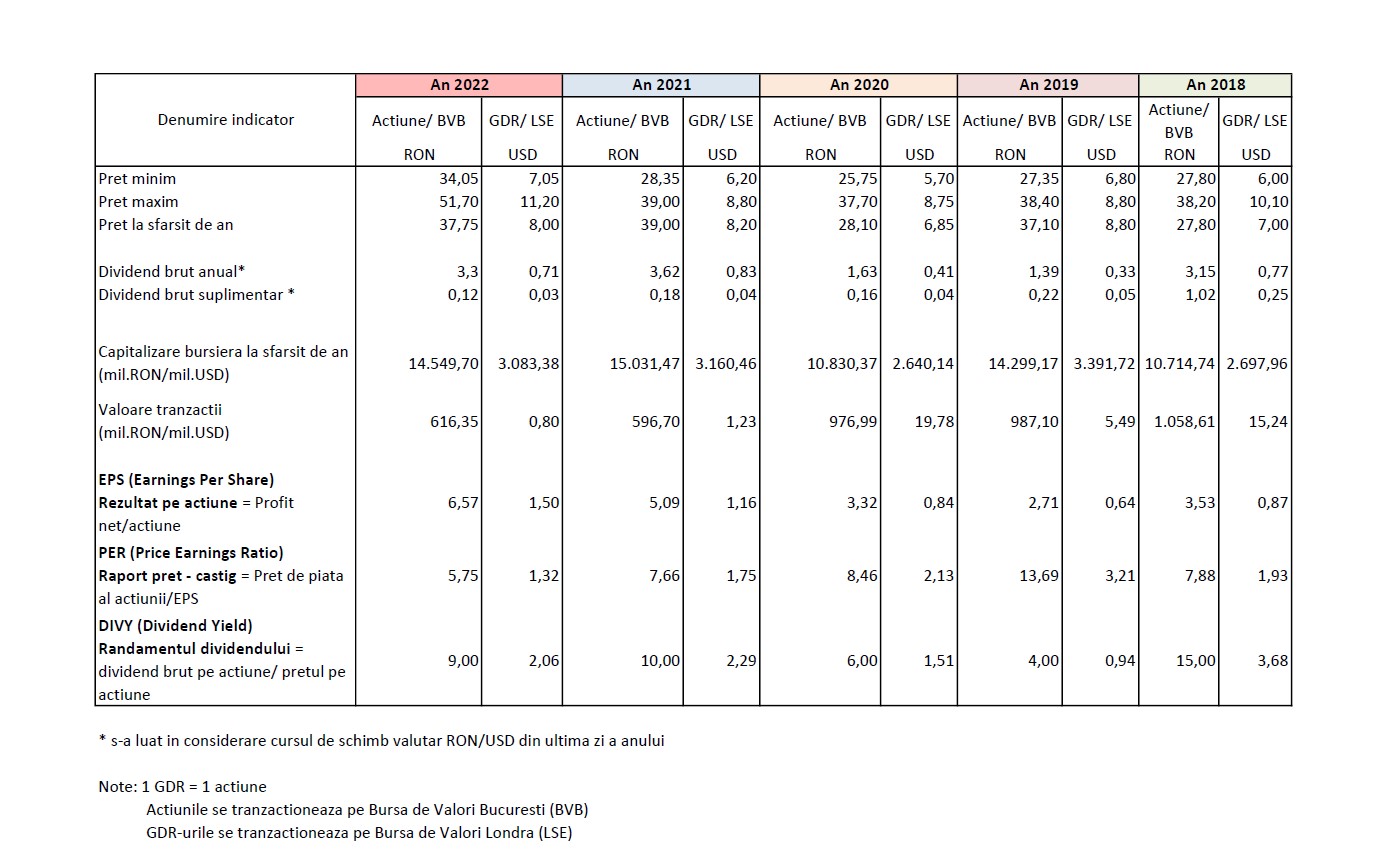 An 2022 An 2021 An 2020 An 2019 An 2018
Denumire indicator Actiune/ BVB GDR/ LSE Actiune/ BVB GDR/ LSE Actiune/ BVB GDR/ LSE Actiune/ BVB GDR/ LSE Actiune/ BVB GDR/ LSE
RON USD RON USD RON USD RON USD RON USD
Pret minim 34,05 7,05 28,35 6,20 25,75 5,70 27,35 6,80 27,80 6,00
Pret maxim 51,70 11,20 39,00 8,80 37,70 8,75 38,40 8,80 38,20 10,10
Pret la sfarsit de an 37,75 8,00 39,00 8,20 28,10 6,85 37,10 8,80 27,80 7,00
Dividend brut anual* 3,3 0,71 3,62 0,83 1,63 0,41 1,39 0,33 3,15 0,77
Dividend brut suplimentar * 0,12 0,03 0,18 0,04 0,16 0,04 0,22 0,05 1,02 0,25
Capitalizare bursiera la sfarsit de an
(mil.RON/mil.USD) 14.549,70 3.083,38 15.031,47 3.160,46 10.830,37 2.640,14 14.299,17 3.391,72 10.714,74 2.697,96
Valoare tranzactii
(mil.RON/mil.USD) 616,35 0,80 596,70 1,23 976,99 19,78 987,10 5,49 1.058,61 15,24
EPS (Earnings Per Share)
Rezultat pe actiune = Profit 6,57 1,50 5,09 1,16 3,32 0,84 2,71 0,64 3,53 0,87
net/actiune
PER (Price Earnings Ratio)
Raport pret - castig = Pret de piata 5,75 1,32 7,66 1,75 8,46 2,13 13,69 3,21 7,88 1,93
al actiunii/EPS
DIVY (Dividend Yield)
Randamentul dividendului = 9,00 2,06 10,00 2,29 6,00 1,51 4,00 0,94 15,00 3,68
dividend brut pe actiune/ pretul pe
actiune
* s-a luat in considerare cursul de schimb valutar RON/USD din ultima zi a anului
Note: 1 GDR = 1 actiune
Actiunile se tranzactioneaza pe Bursa de Valori Bucuresti (BVB)
GDR-urile se tranzactioneaza pe Bursa de Valori Londra (LSE)